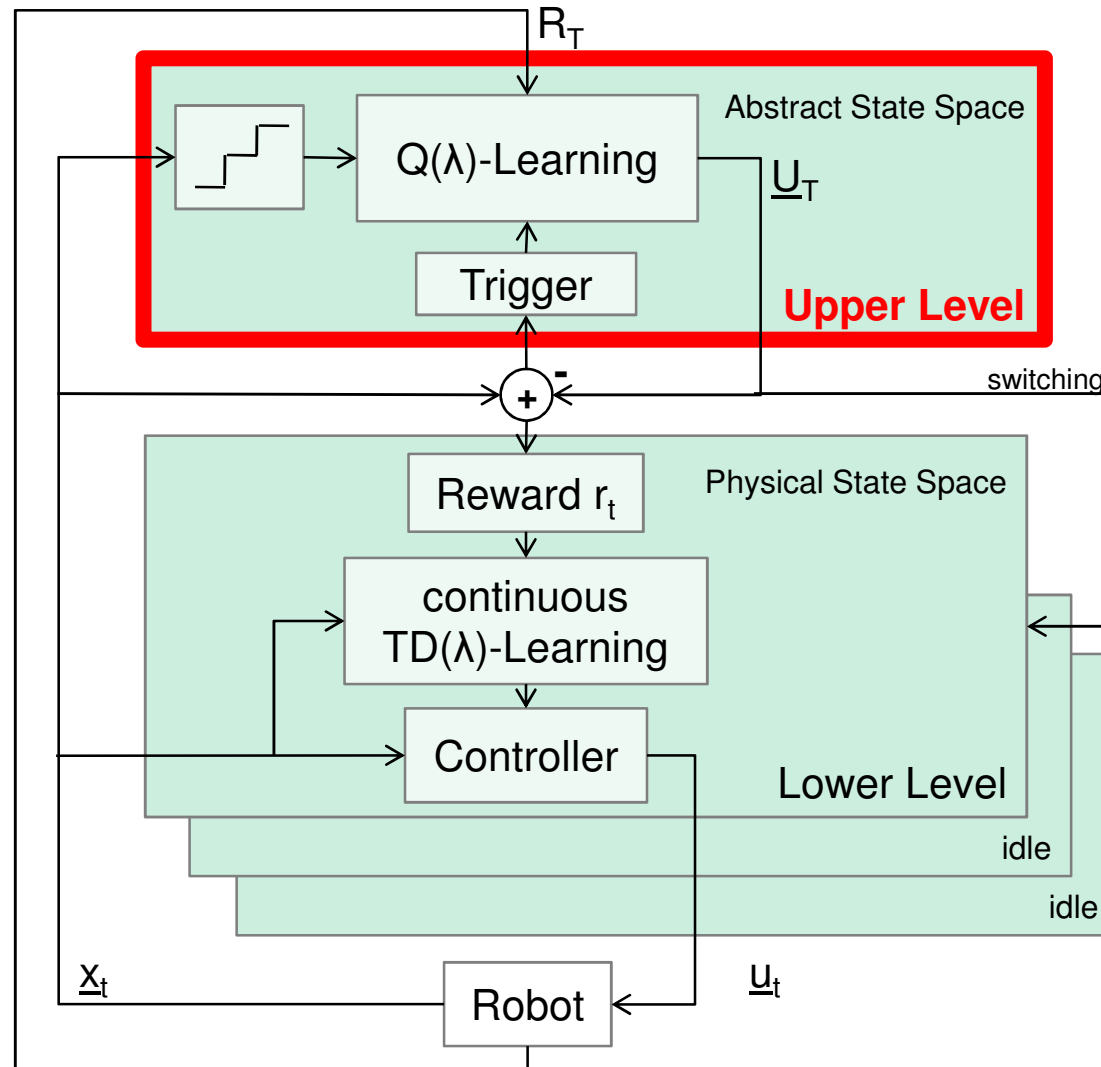 R_T
Abstract State Space
Q(λ)-Learning
U_T
Trigger
Upper Level
-
switching
+
Reward r_t
Physical State Space
continuous
TD(λ)-Learning
Controller
Lower Level
idle
idle
x_t
u_t
Robot